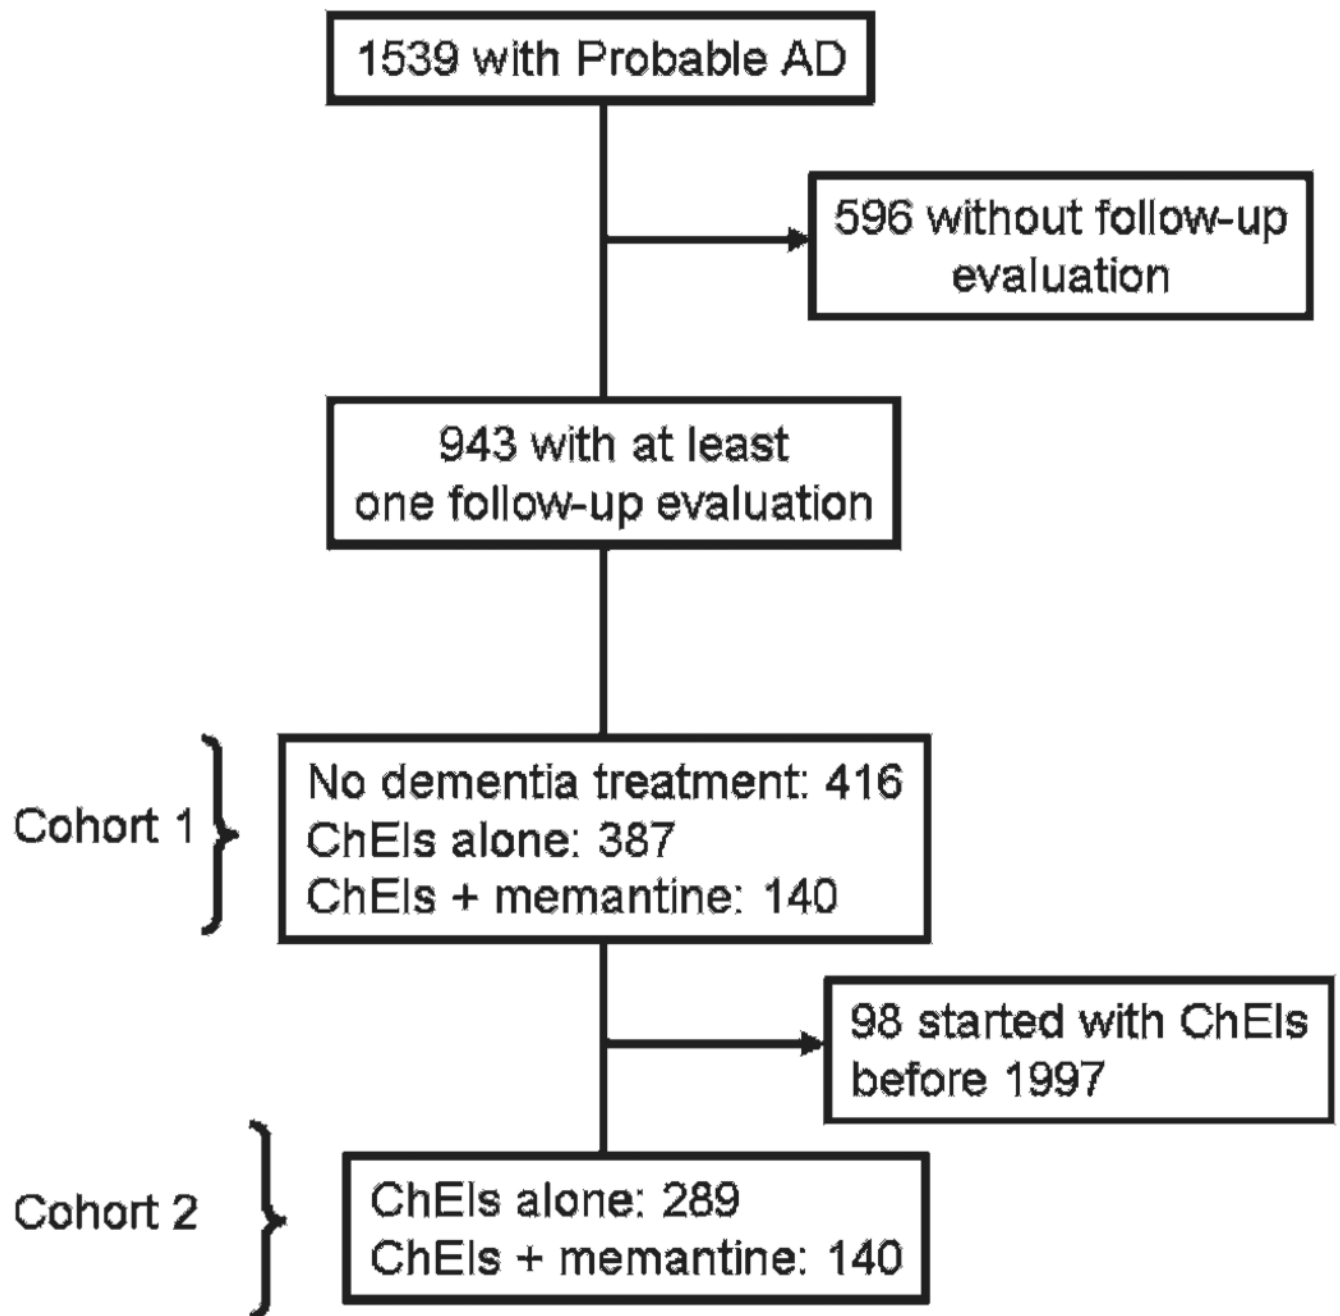 1539 with Probable AD
596 without follow-up
evaluation
943 with at least
one follow-up evaluation
Cohort 1
No dementia treatment: 416
ChEIs alone: 387
ChEIs + memantine: 140
98 started with ChEIs
before 1997
Cohort 2
ChEIs alone: 289
ChEIs + memantine: 140